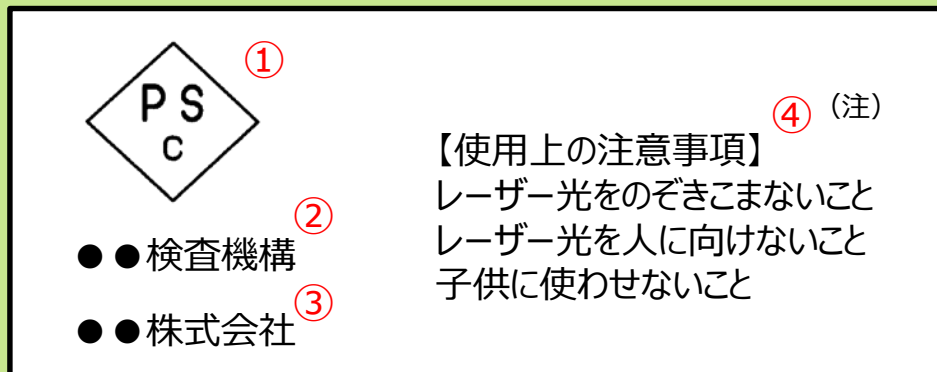 ①
PS
C
②
●●検査機構
③
●●株式会社
④（注）
【使用上の注意事項】
レーザー光をのぞきこまないこと
レーザー光を人に向けないこと
子供に使わせないこと